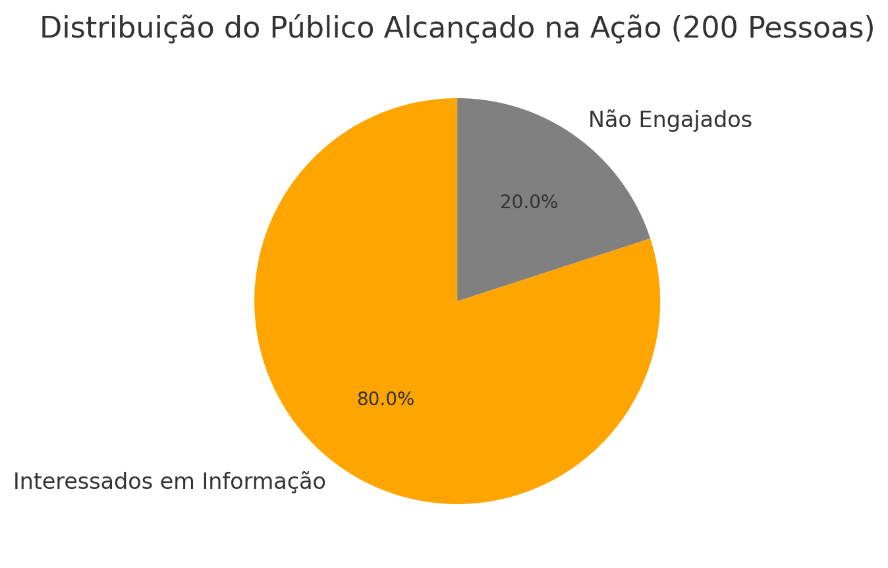 Distribuição do Público Alcançado na Ação (200 Pessoas)
Não Engajados
20.0%
80.0%
Interessados em Informação